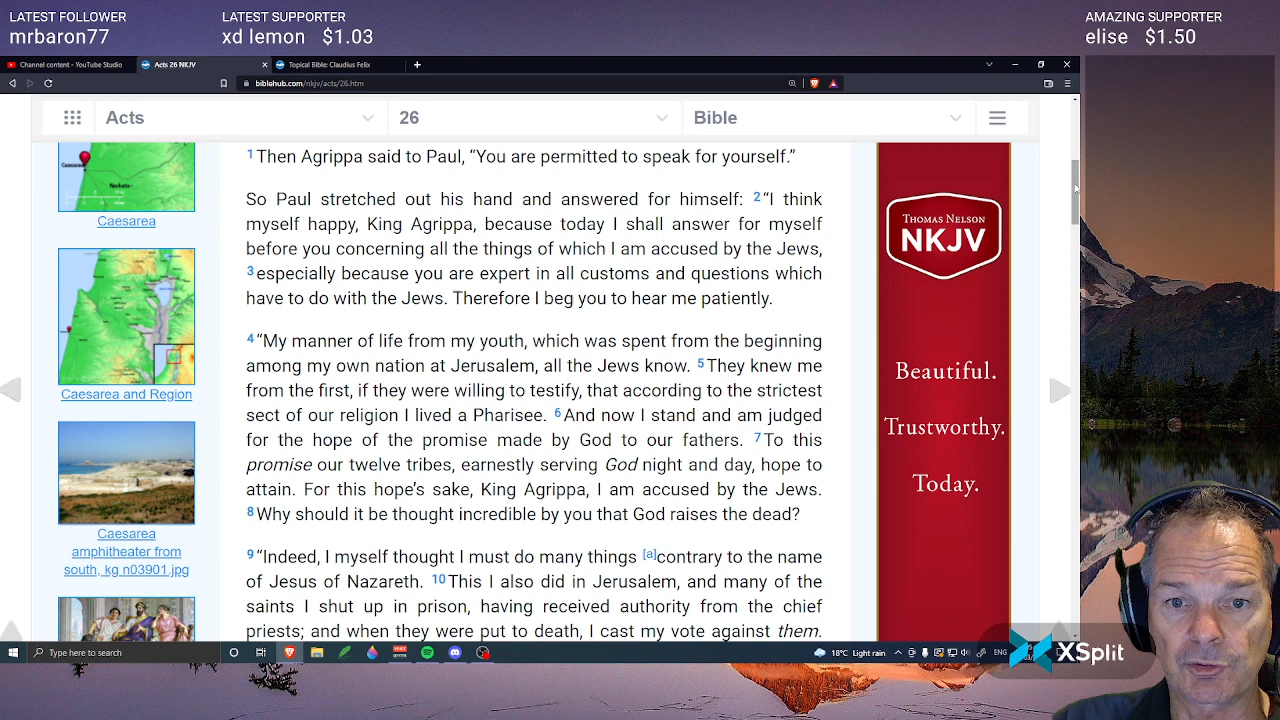 LATEST FOLLOWER
mrbaron77
LATEST SUPPORTER
xd lemon $1.03
AMAZING SUPPORTER
elise $1.50
Channel content - YouTube Studio
Acts 26 NKJV
Topical Bible: Claudius Felix
biblehub.com/nkjv/acts/26.htm
Acts
26
Bible
Caesarea
Caesarea
Caesarea and Region
Caesarea
amphitheater from
south, kg n03901.jpg
1 Then Agrippa said to Paul, “You are permitted to speak for yourself.”
So Paul stretched out his hand and answered for himself: 2 “I think
myself happy, King Agrippa, because today I shall answer for myself
before you concerning all the things of which I am accused by the Jews,
3 especially because you are expert in all customs and questions which
have to do with the Jews. Therefore I beg you to hear me patiently.
4 “My manner of life from my youth, which was spent from the beginning
among my own nation at Jerusalem, all the Jews know. 5 They knew me
from the first, if they were willing to testify, that according to the strictest
sect of our religion I lived a Pharisee. 6 And now I stand and am judged
for the hope of the promise made by God to our fathers. 7 To this
promise our twelve tribes, earnestly serving God night and day, hope to
attain. For this hope’s sake, King Agrippa, I am accused by the Jews.
8 Why should it be thought incredible by you that God raises the dead?
9 “Indeed, I myself thought I must do many things [a]contrary to the name
of Jesus of Nazareth. 10 This I also did in Jerusalem, and many of the
saints I shut up in prison, having received authority from the chief
priests; and when they were put to death, I cast my vote against them.
THOMAS NELSON
NKJV
Beautiful.
Trustworthy.
Today.
Type here to search
18°C Light rain
ENG
XSplit